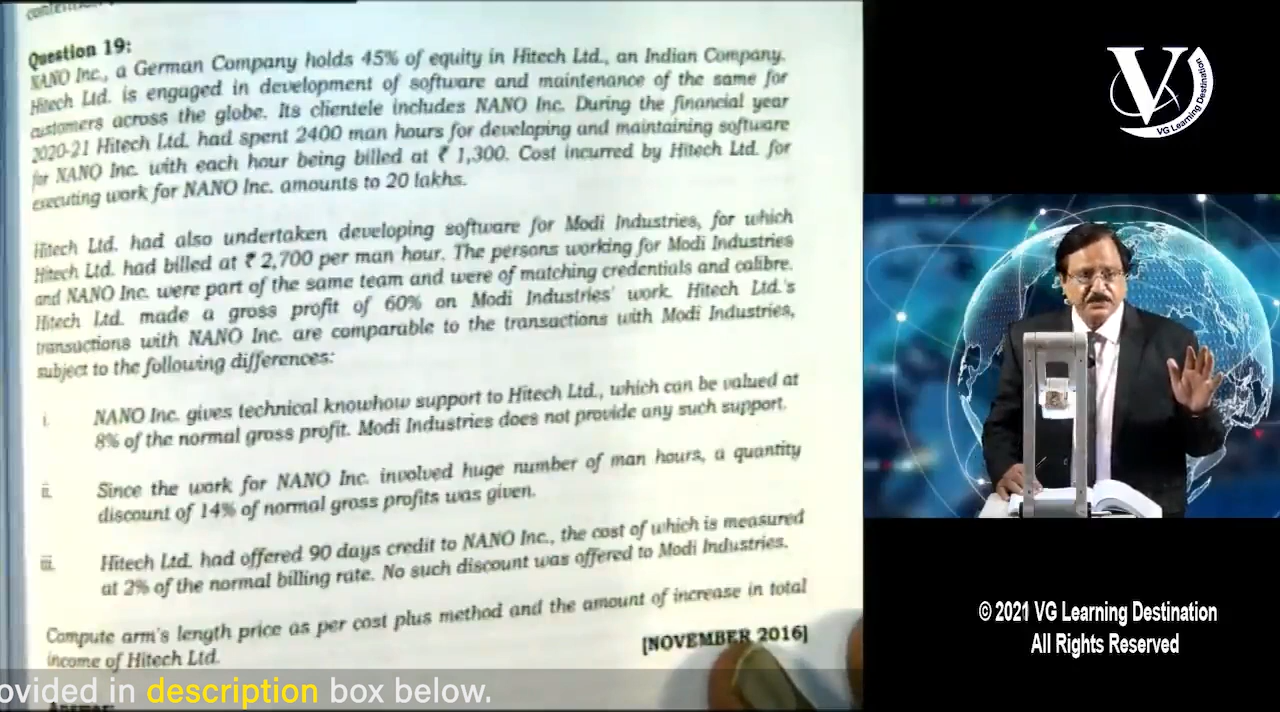 Question 19:
NANO Inc., a German Company holds 45% of equity in Hitech Ltd., an Indian Company.
Hitech Ltd. is engaged in development of software and maintenance of the same for
customers across the globe. Its clientele includes NANO Inc. During the financial year
2020-21 Hitech Ltd. had spent 2400 man hours for developing and maintaining software
for NANO Inc. with each hour being billed at ₹ 1,300. Cost incurred by Hitech Ltd. for
executing work for NANO Inc. amounts to 20 lakhs.
Hitech Ltd. had also undertaken developing software for Modi Industries, for which
Hitech Ltd. had billed at ₹ 2,700 per man hour. The persons working for Modi Industries
and NANO Inc. were part of the same team and were of matching credentials and calibre.
Hitech Ltd. made a gross profit of 60% on Modi Industries' work. Hitech Ltd.'s
transactions with NANO Inc. are comparable to the transactions with Modi Industries,
subject to the following differences:
i. NANO Inc. gives technical knowhow support to Hitech Ltd., which can be valued at
8% of the normal gross profit. Modi Industries does not provide any such support.
ii. Since the work for NANO Inc. involved huge number of man hours, a quantity
discount of 14% of normal gross profits was given.
iii. Hitech Ltd. had offered 90 days credit to NANO Inc., the cost of which is measured
at 2% of the normal billing rate. No such discount was offered to Modi Industries.
Compute arm's length price as per cost plus method and the amount of increase in total
income of Hitech Ltd.
[NOVEMBER 2016]
ovided in description box below.
V
VG Learning Destination
© 2021 VG Learning Destination
All Rights Reserved